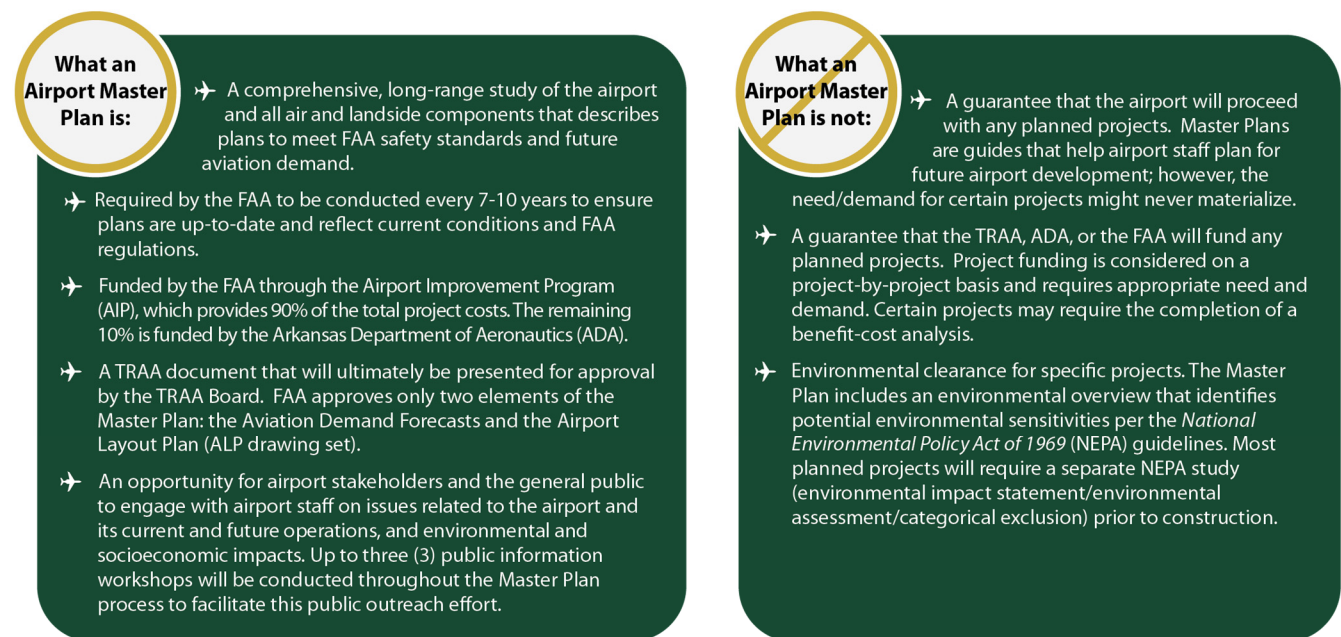 What an
Airport Master
Plan is:
A comprehensive, long-range study of the airport
and all air and landside components that describes
plans to meet FAA safety standards and future
aviation demand.
Required by the FAA to be conducted every 7-10 years to ensure
plans are up-to-date and reflect current conditions and FAA
regulations.
Funded by the FAA through the Airport Improvement Program
(AIP), which provides 90% of the total project costs. The remaining
10% is funded by the Arkansas Department of Aeronautics (ADA).
A TRAA document that will ultimately be presented for approval
by the TRAA Board.  FAA approves only two elements of the
Master Plan: the Aviation Demand Forecasts and the Airport
Layout Plan (ALP drawing set).
An opportunity for airport stakeholders and the general public
to engage with airport staff on issues related to the airport and
its current and future operations, and environmental and
socioeconomic impacts. Up to three (3) public information
workshops will be conducted throughout the Master Plan
process to facilitate this public outreach effort.
What an
Airport Master
Plan is not:
A guarantee that the airport will proceed
with any planned projects.  Master Plans
are guides that help airport staff plan for
future airport development; however, the
need/demand for certain projects might never materialize.
A guarantee that the TRAA, ADA, or the FAA will fund any
planned projects.  Project funding is considered on a
project-by-project basis and requires appropriate need and
demand. Certain projects may require the completion of a
benefit-cost analysis.
Environmental clearance for specific projects. The Master
Plan includes an environmental overview that identifies
potential environmental sensitivities per the National
Environmental Policy Act of 1969 (NEPA) guidelines. Most
planned projects will require a separate NEPA study
(environmental impact statement/environmental
assessment/categorical exclusion) prior to construction.